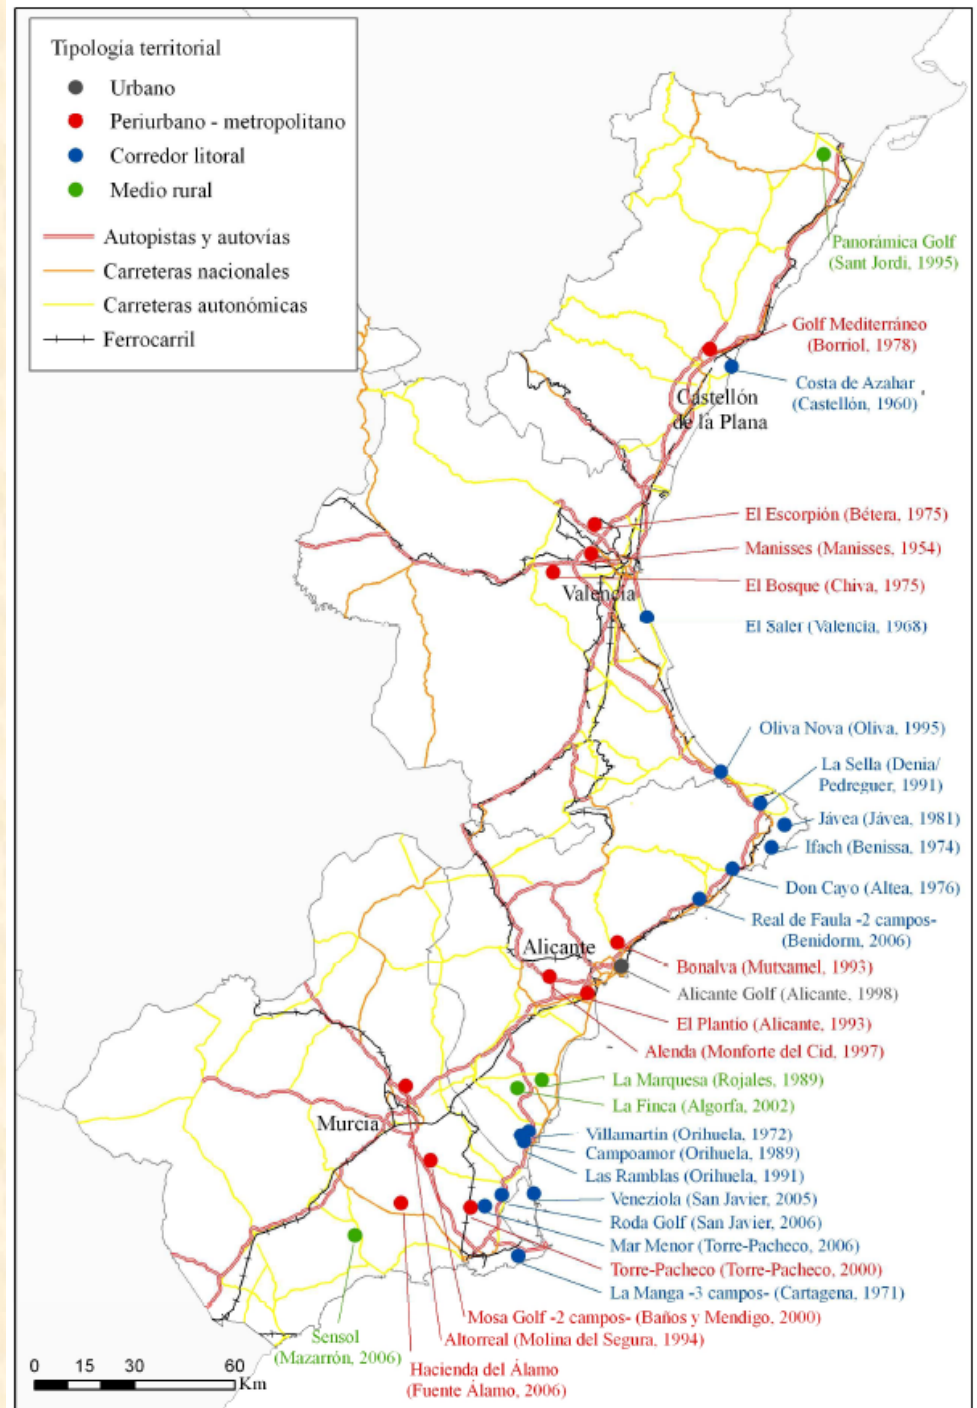 Tipología territorial
Urbano
Periurbano - metropolitano
Corredor litoral
Medio rural
Autopistas y autovías
Carreteras nacionales
Carreteras autonómicas
Ferrocarril
Panorámica Golf
(Sant Jordi, 1995)
Golf Mediterráneo
(Borriol, 1978)
Costa de Azahar
(Castellón, 1960)
Castellón
de la Plana
El Escorpión (Bétera, 1975)
Manisses (Manisses, 1954)
El Bosque (Chiva, 1975)
Valencia
El Saler (Valencia, 1968)
Oliva Nova (Oliva, 1995)
La Sella (Denia/
Pedreguer, 1991)
Jávea (Jávea, 1981)
Ifach (Benissa, 1974)
Don Cayo (Altea, 1976)
Real de Faula -2 campos-
(Benidorm, 2006)
Alicante
Bonalva (Mutxamel, 1993)
Alicante Golf (Alicante, 1998)
El Plantío (Alicante, 1993)
Alenda (Monforte del Cid, 1997)
La Marquesa (Rojales, 1989)
La Finca (Algorfa, 2002)
Murcia
Villamartín (Orihuela, 1972)
Campoamor (Orihuela, 1989)
Las Ramblas (Orihuela, 1991)
Veneziola (San Javier, 2005)
Roda Golf (San Javier, 2006)
Mar Menor (Torre-Pacheco, 2006)
Torre-Pacheco (Torre-Pacheco, 2000)
La Manga -3 campos- (Cartagena, 1971)
Mosa Golf -2 campos- (Baños y Mendigo, 2000)
Altorreal (Molina del Segura, 1994)
Sensol
(Mazarrón, 2006)
Hacienda del Álamo
(Fuente Álamo, 2006)
0 15 30 60
Km